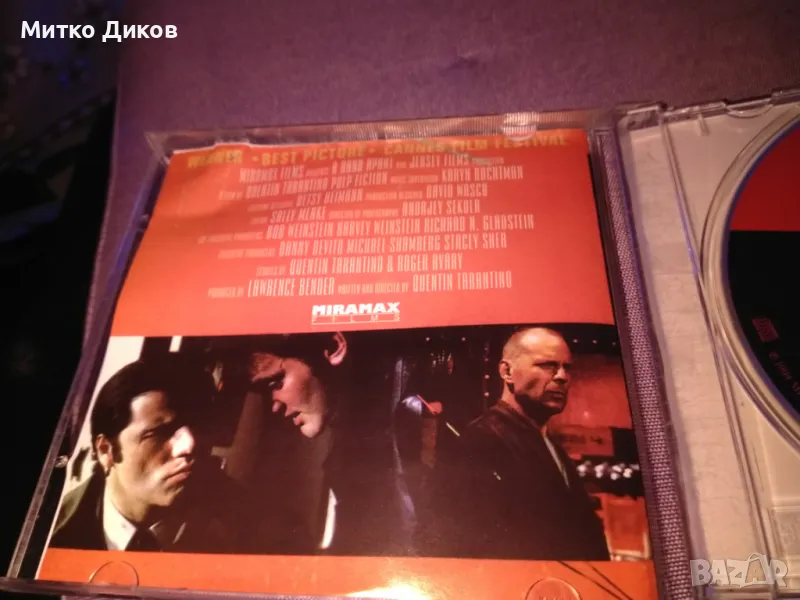 Митко Диков
WINNER • BEST PICTURE • CANNES FILM FESTIVAL
MIRAMAX FILMS PRESENTS A BAND APART AND JERSEY FILMS PRODUCTION
A FILM BY QUENTIN TARANTINO PULP FICTION MUSIC SUPERVISOR KARYN RACHTMAN
COSTUME DESIGNER BETSY HEIMANN PRODUCTION DESIGNER DAVID WASCO
EDITOR SALLY MENKE DIRECTOR OF PHOTOGRAPHY ANDRZEJ SEKULA
CO-EXECUTIVE PRODUCERS BOB WEINSTEIN HARVEY WEINSTEIN RICHARD N. GLADSTEIN
EXECUTIVE PRODUCERS DANNY DEVITO MICHAEL SHAMBERG STACEY SHER
STORIES BY QUENTIN TARANTINO & ROGER AVARY
PRODUCED BY LAWRENCE BENDER WRITTEN AND DIRECTED BY QUENTIN TARANTINO
MIRAMAX
FILMS
BAZAR
bazar.bg